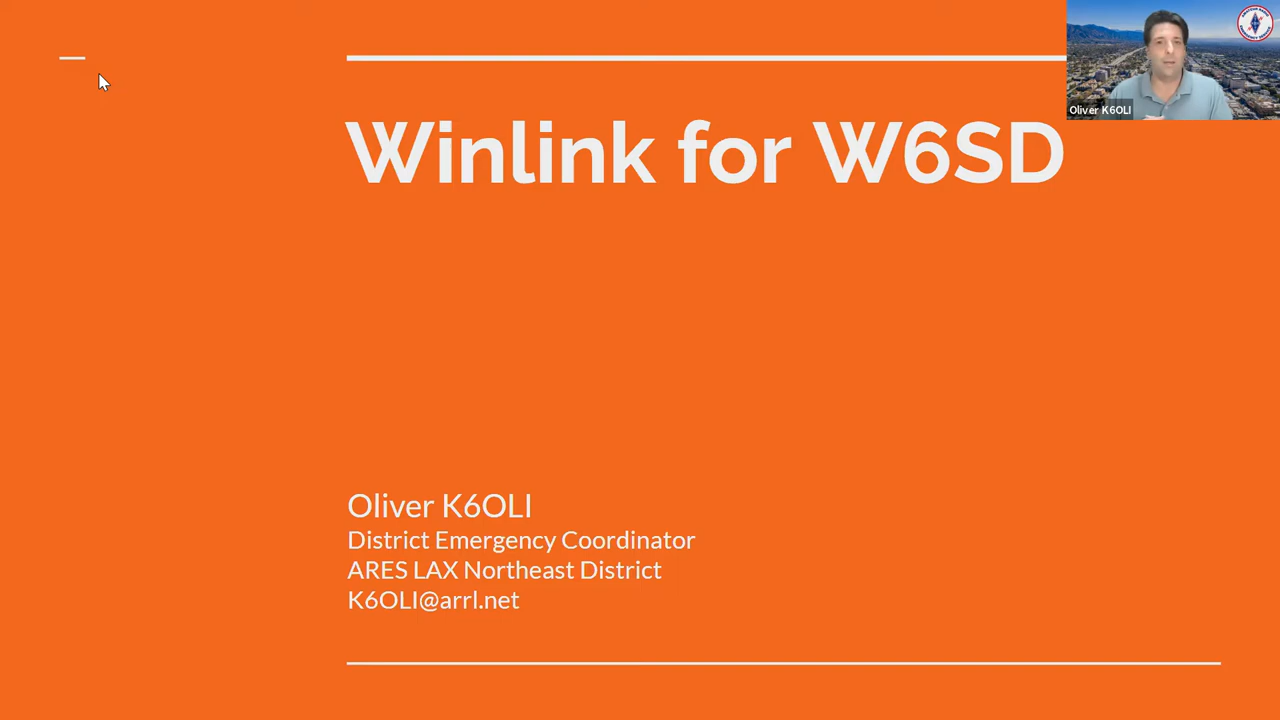 Winlink for W6SD
Oliver K6OLI
Oliver K6OLI
District Emergency Coordinator
ARES LAX Northeast District
K6OLI@arrl.net